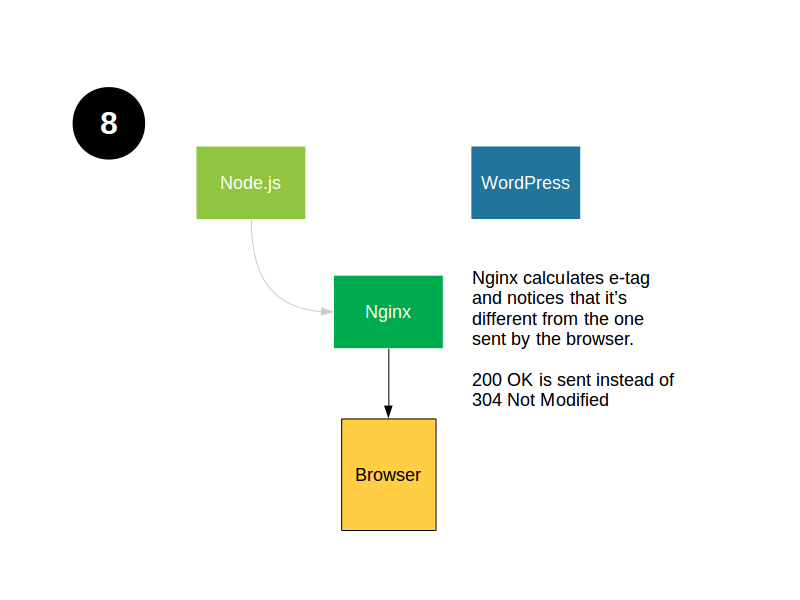 8
Node.js
WordPress
Nginx
Nginx calculates e-tag
and notices that it’s
different from the one
sent by the browser.
200 OK is sent instead of
304 Not Modified
Browser